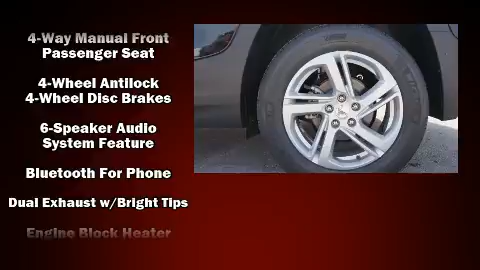 4-Way Manual Front
Passenger Seat
4-Wheel Antilock
4-Wheel Disc Brakes
6-Speaker Audio
System Feature
Bluetooth For Phone
Dual Exhaust w/Bright Tips
Engine Block Heater